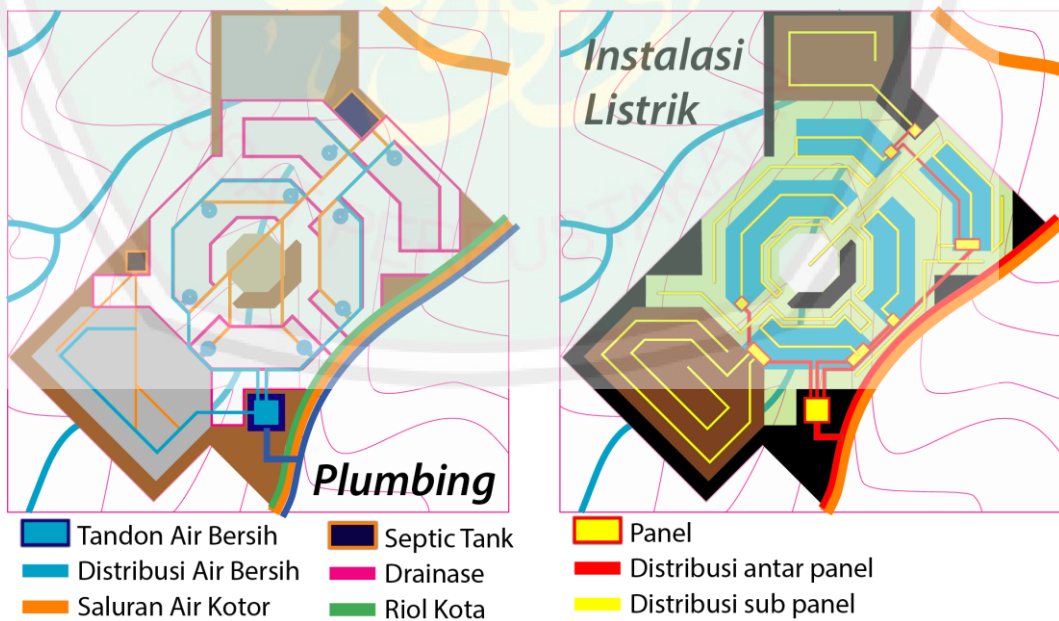 Instalasi
Listrik
Plumbing
Tandon Air Bersih
Distribusi Air Bersih
Saluran Air Kotor
Septic Tank
Drainase
Riol Kota
Panel
Distribusi antar panel
Distribusi sub panel